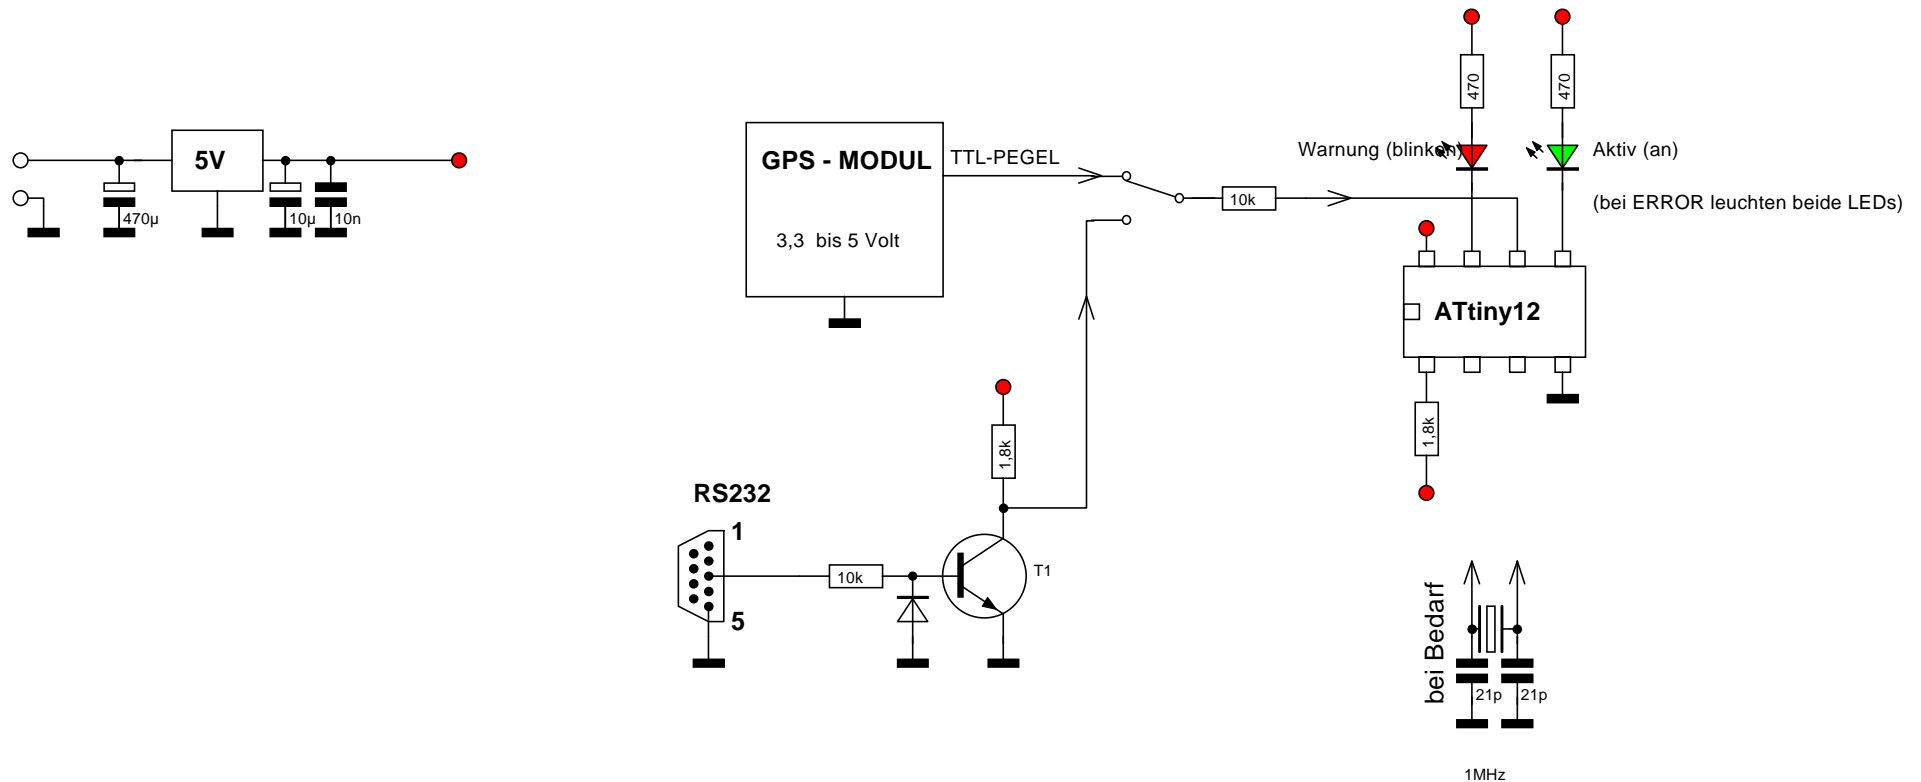 470
470
5V
GPS - MODUL
TTL-PEGEL
Warnung (blinken)
Aktiv (an)
10k
(bei ERROR leuchten beide LEDs)
470µ
10µ
10n
3,3 bis 5 Volt
ATtiny12
1,8k
1,8k
RS232
1
10k
T1
5
bei Bedarf
21p
21p
1MHz